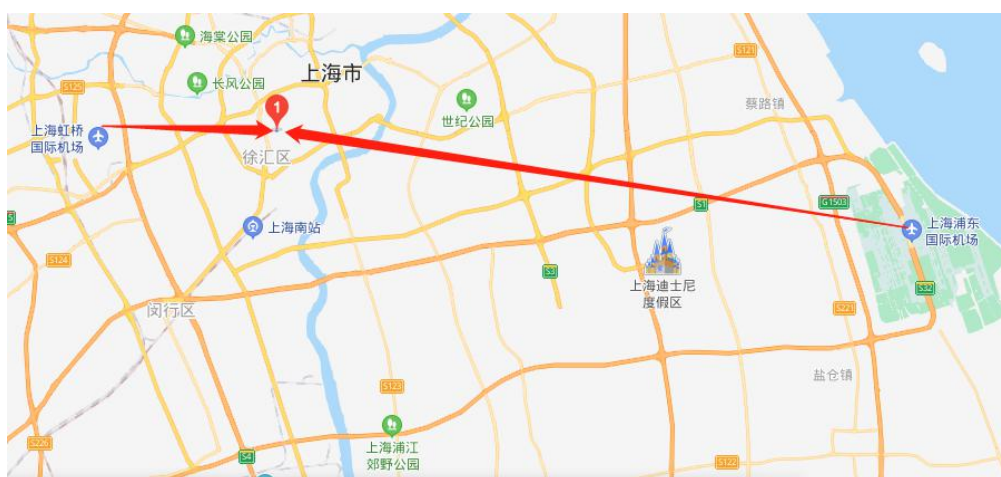 海棠公园
S121
上海市
S125
长风公园
1
世纪公园
蔡路镇
上海虹桥
国际机场
徐汇区
G1503
S1
上海南站
上海浦东
国际机场
S124
S3
上海迪士尼
度假区
S32
闵行区
S221
盐仓镇
S123
上海浦江
郊野公园
S226
S4
S122